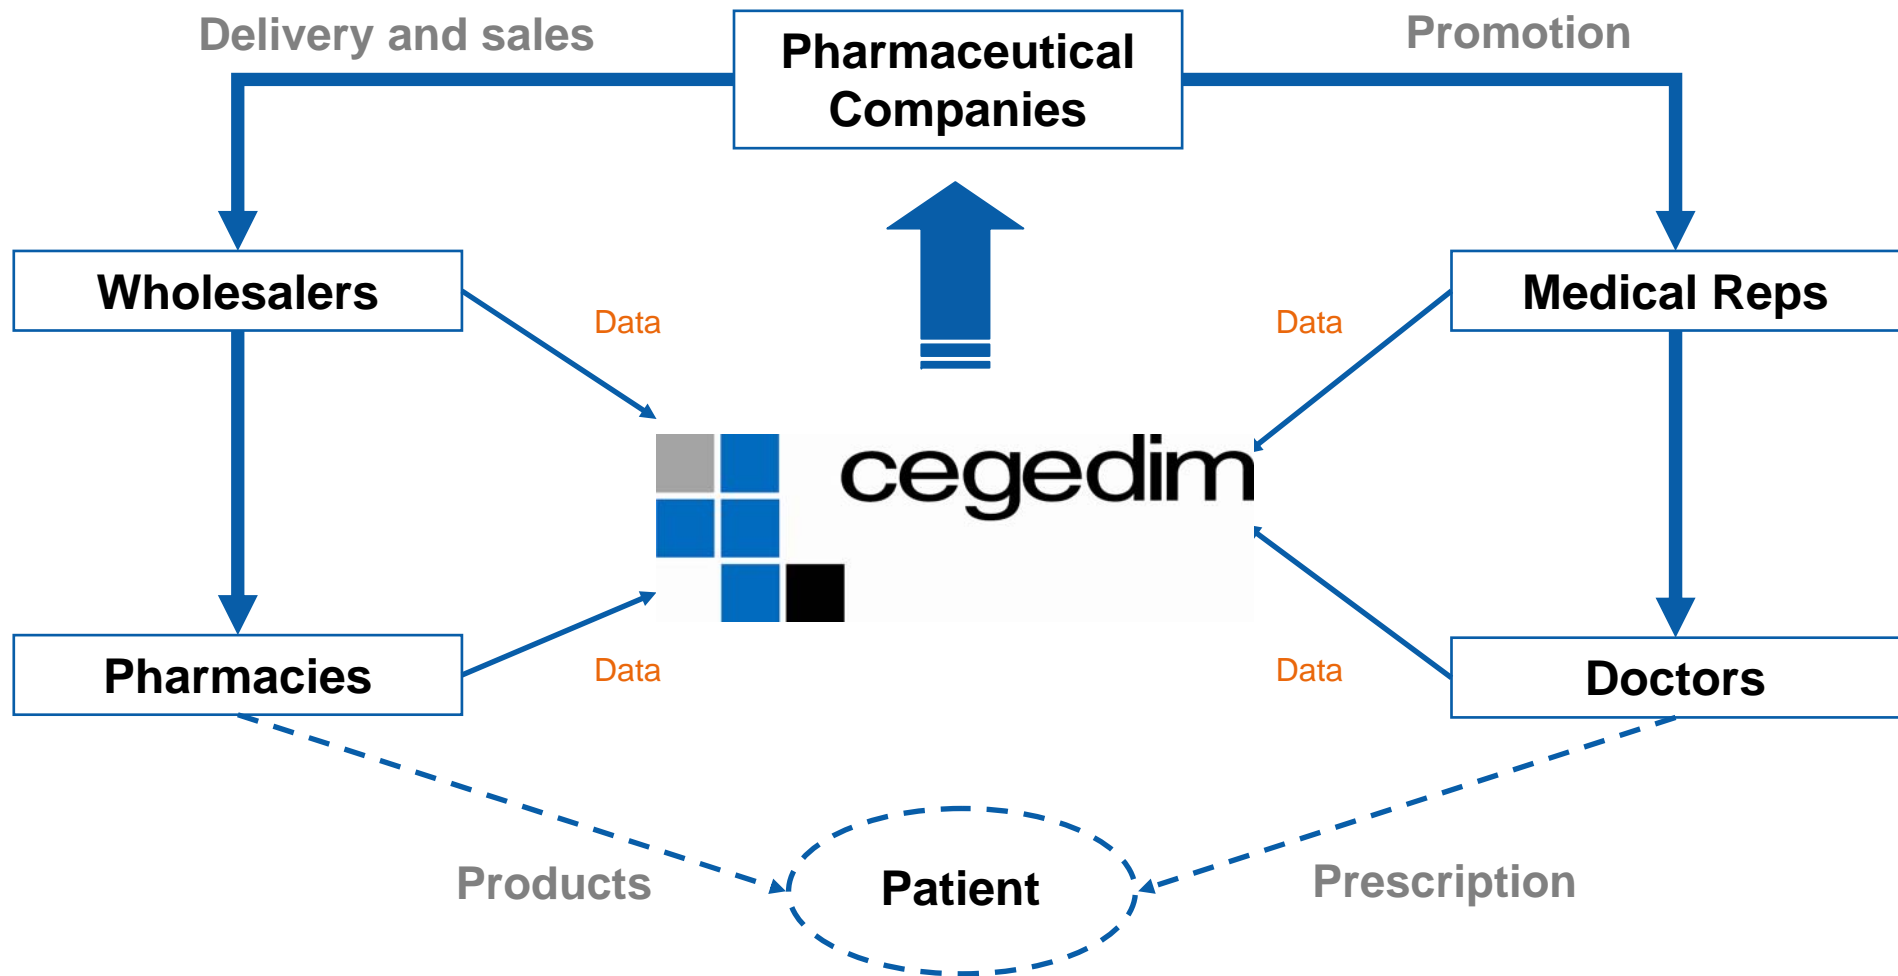 Delivery and sales
Pharmaceutical
Companies
Promotion
Wholesalers
Medical Reps
Data
Data
cegedim
Pharmacies
Doctors
Data
Data
Products
Patient
Prescription